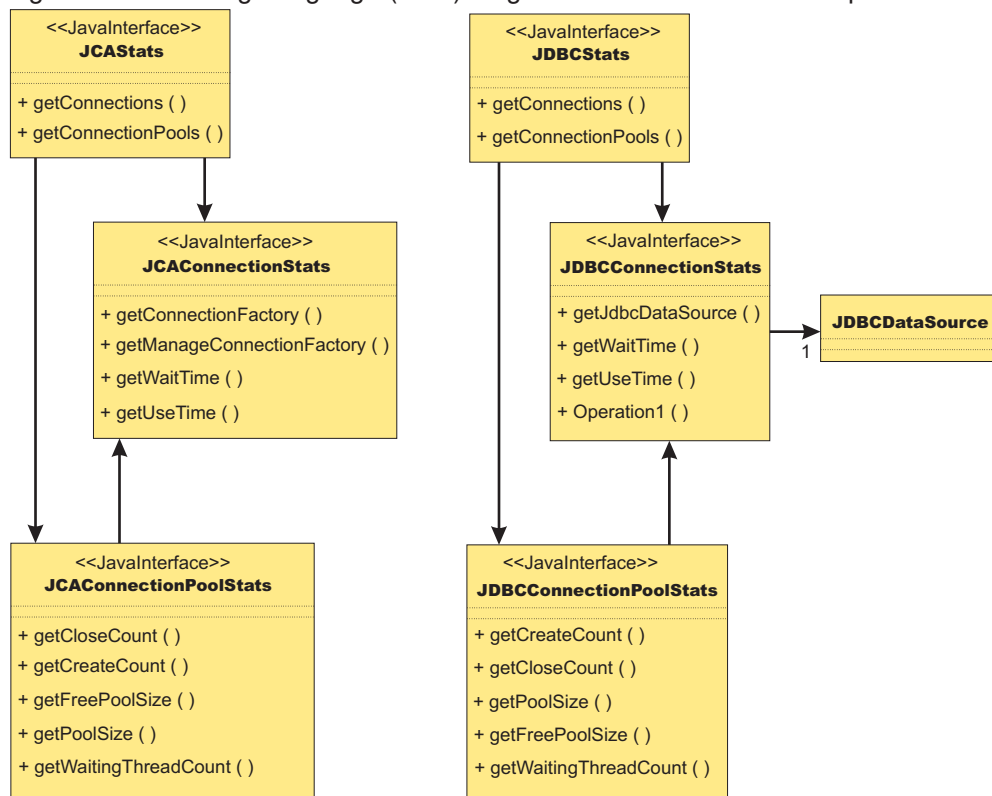 <<JavaInterface>>
JCAStats
+ getConnections ( )
+ getConnectionPools ( )
<<JavaInterface>>
JDBCStats
+ getConnections ( )
+ getConnectionPools ( )
<<JavaInterface>>
JCAConnectionStats
+ getConnectionFactory ( )
+ getManageConnectionFactory ( )
+ getWaitTime ( )
+ getUseTime ( )
<<JavaInterface>>
JDBCConnectionStats
+ getJdbcDataSource ( )
+ getWaitTime ( )
+ getUseTime ( )
+ Operation1 ( )
1
JDBCDataSource
<<JavaInterface>>
JCAConnectionPoolStats
+ getCloseCount ( )
+ getCreateCount ( )
+ getFreePoolSize ( )
+ getPoolSize ( )
+ getWaitingThreadCount ( )
<<JavaInterface>>
JDBCConnectionPoolStats
+ getCreateCount ( )
+ getCloseCount ( )
+ getPoolSize ( )
+ getFreePoolSize ( )
+ getWaitingThreadCount ( )